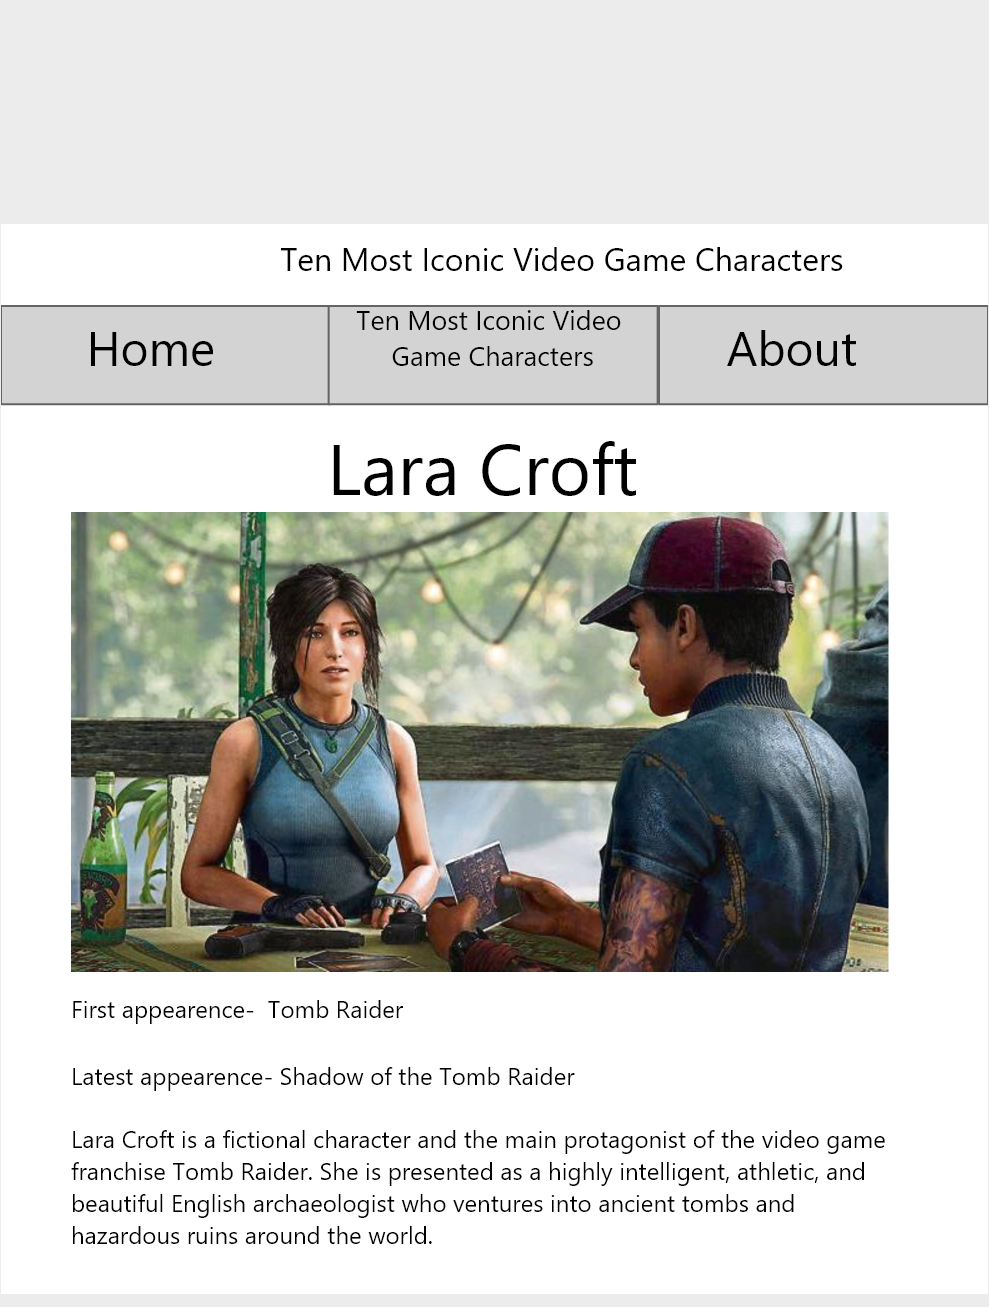 Ten Most Iconic Video Game Characters
Home
Ten Most Iconic Video
Game Characters
About
Lara Croft
First appearence-  Tomb Raider
Latest appearence- Shadow of the Tomb Raider
Lara Croft is a fictional character and the main protagonist of the video game
franchise Tomb Raider. She is presented as a highly intelligent, athletic, and
beautiful English archaeologist who ventures into ancient tombs and
hazardous ruins around the world.